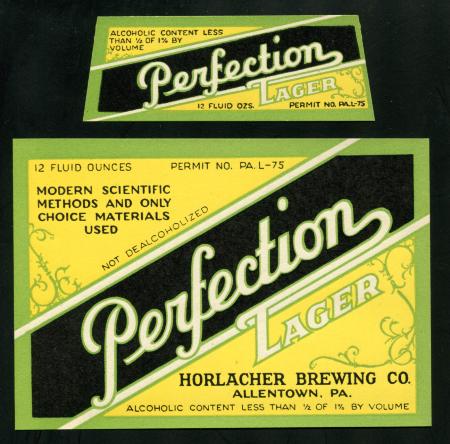 ALCOHOLIC CONTENT LESS
THAN ½ OF 1% BY
VOLUME
Perfection
LAGER
12 FLUID OZS. PERMIT NO. PA.L-75
12 FLUID OUNCES PERMIT NO. PA. L-75
MODERN SCIENTIFIC
METHODS AND ONLY
CHOICE MATERIALS
USED
NOT DEALCOHOLIZED
Perfection
LAGER
HORLACHER BREWING CO.
ALLENTOWN, PA.
ALCOHOLIC CONTENT LESS THAN ½ OF 1% BY VOLUME